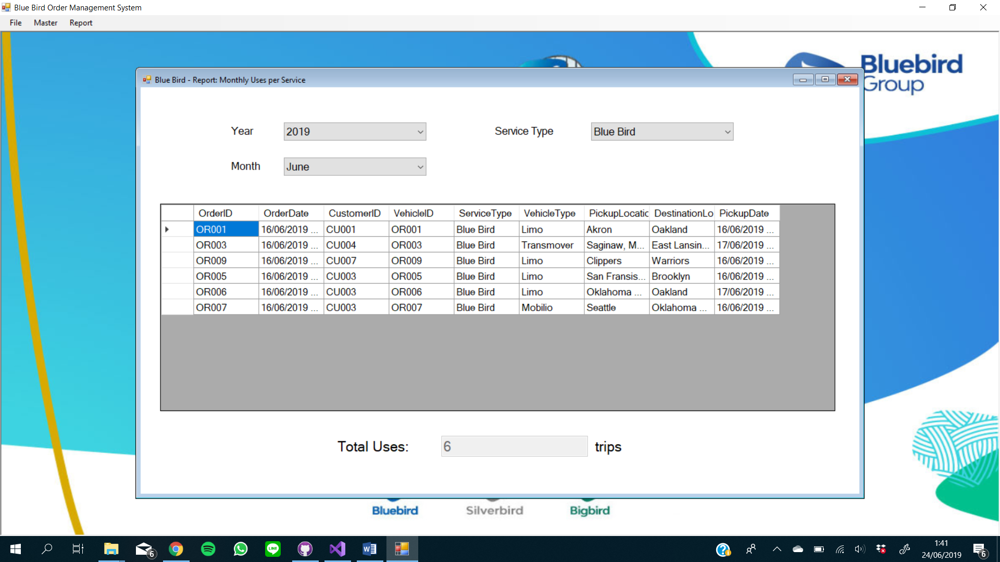 Blue Bird Order Management System
File Master Report
Bluebird
Group
Blue Bird - Report: Monthly Uses per Service
Year 2019 Service Type Blue Bird
Month June
OrderID OrderDate CustomerID VehicleID ServiceType VehicleType PickupLocatic DestinationLo PickupDate
OR001 16/06/2019 ... CU001 OR001 Blue Bird Limo Akron Oakland 16/06/2019 ...
OR003 16/06/2019 ... CU004 OR003 Blue Bird Transmover Saginaw, M... East Lansin... 17/06/2019 ...
OR009 16/06/2019 ... CU007 OR009 Blue Bird Limo Clippers Warriors 16/06/2019 ...
OR005 16/06/2019 ... CU003 OR005 Blue Bird Limo San Fransis... Brooklyn 16/06/2019 ...
OR006 16/06/2019 ... CU003 OR006 Blue Bird Limo Oklahoma ... Oakland 17/06/2019 ...
OR007 16/06/2019 ... CU003 OR007 Blue Bird Mobilio Seattle Oklahoma ... 16/06/2019 ...
Total Uses: 6 trips
Bluebird Silverbird Bigbird
6
LINE
1:41
24/06/2019
6